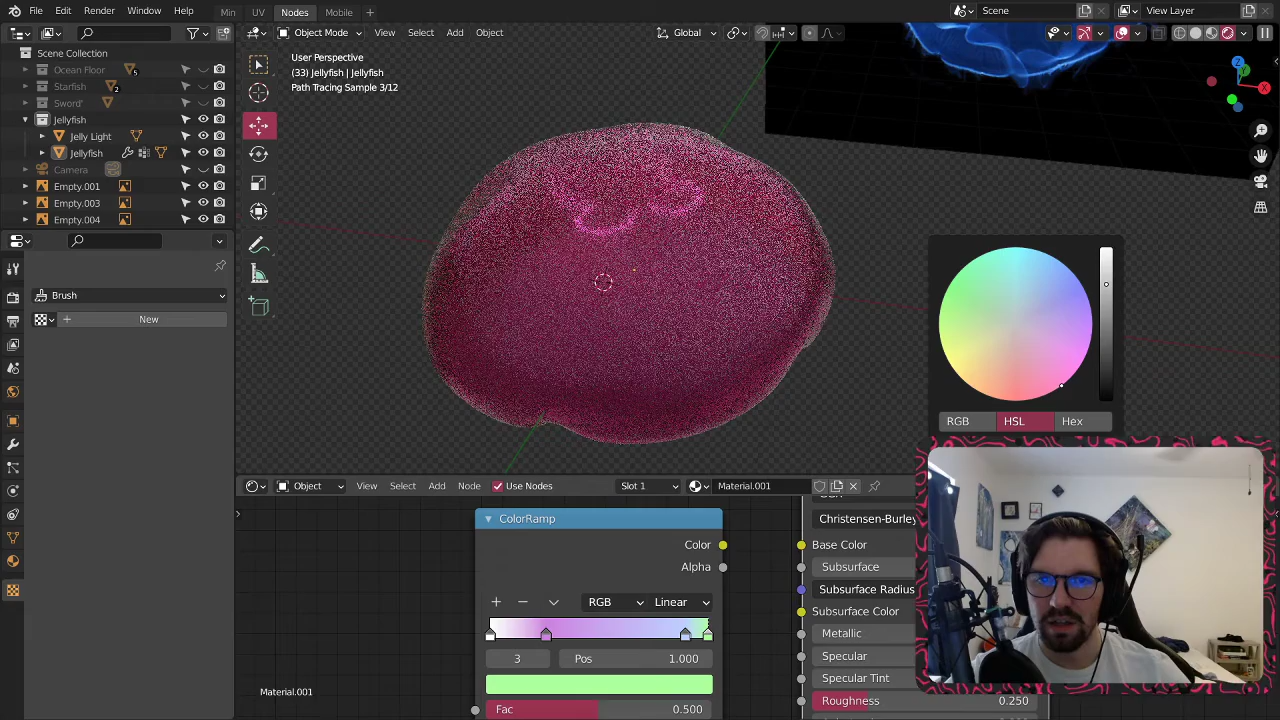 File Edit Render Window Help Min UV Nodes Mobile Scene View Layer
Object Mode View Select Add Object Global
Scene Collection
Ocean Floor 5
Starfish 2
Sword'
Jellyfish
Jelly Light
Jellyfish
Camera
Empty.001
Empty.003
Empty.004
Brush
New
User Perspective
(33) Jellyfish | Jellyfish
Path Tracing Sample 3/12
Z
Y
X
RGB HSL Hex
Object View Select Add Node Use Nodes Slot 1 Material.001
ColorRamp
Color
Alpha
RGB Linear
3 Pos 1.000
Fac 0.500
Material.001
Christensen-Burley
Base Color
Subsurface
Subsurface Radius
Subsurface Color
Metallic
Specular
Specular Tint
Roughness 0.250